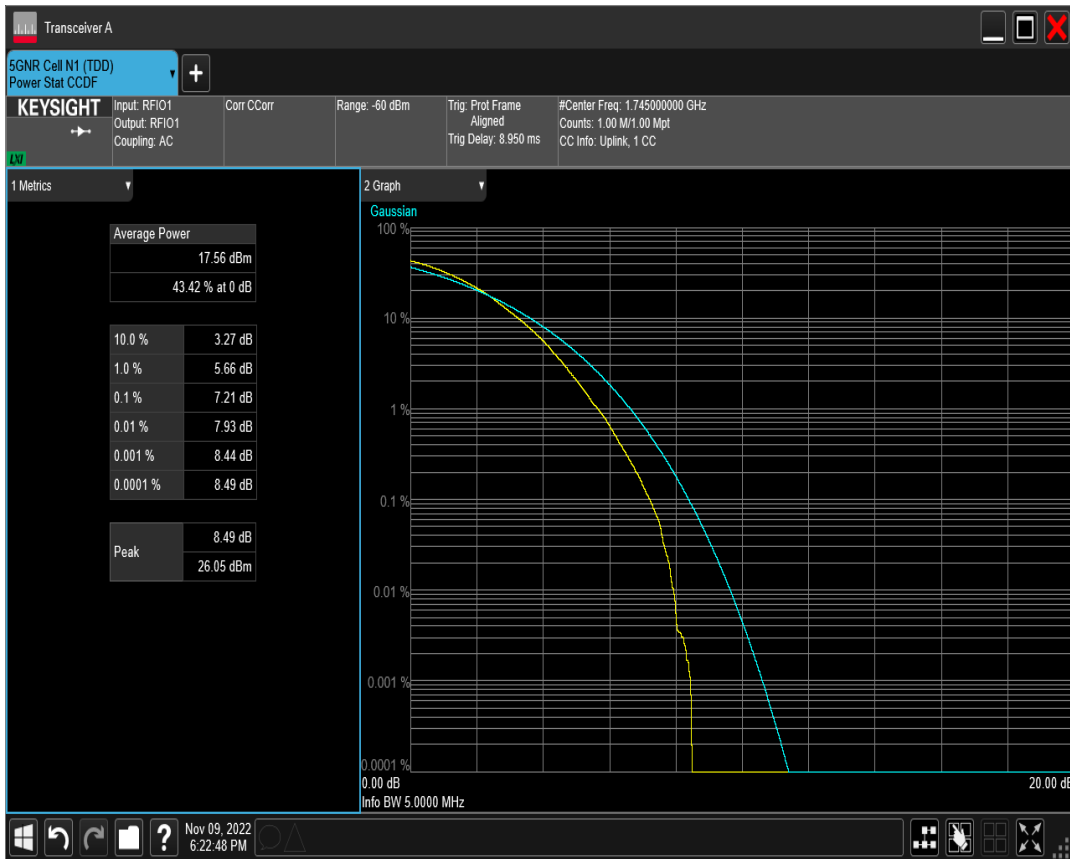 Transceiver A
5GNR Cell N1 (TDD)
Power Stat CCDF
+
KEYSIGHT
LXI
Input: RFIO1
Output: RFIO1
Coupling: AC
Corr CCorr
Range: -60 dBm
Trig: Prot Frame
Aligned
Trig Delay: 8.950 ms
#Center Freq: 1.745000000 GHz
Counts: 1.00 M/1.00 Mpt
CC Info: Uplink, 1 CC
1 Metrics
Average Power
17.56 dBm
43.42 % at 0 dB
10.0 % 3.27 dB
1.0 % 5.66 dB
0.1 % 7.21 dB
0.01 % 7.93 dB
0.001 % 8.44 dB
0.0001 % 8.49 dB
Peak
8.49 dB
26.05 dBm
2 Graph
Gaussian
100 %
10 %
1 %
0.1 %
0.01 %
0.001 %
0.0001 %
0.00 dB
20.00 dB
Info BW 5.0000 MHz
?
Nov 09, 2022
6:22:48 PM